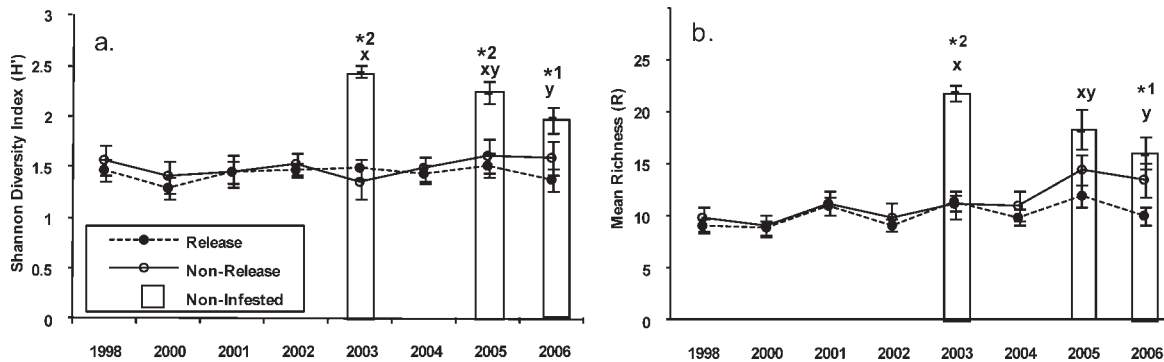 a.
Shannon Diversity Index (H')
3
2.5
2
1.5
1
0.5
0
*2
x
*2
xy
*1
y
Release
Non-Release
Non-Infested
1998 2000 2001 2002 2003 2004 2005 2006
b.
Mean Richness (R)
30
25
20
15
10
5
0
*2
x
xy
*1
y
1998 2000 2001 2002 2003 2004 2005 2006